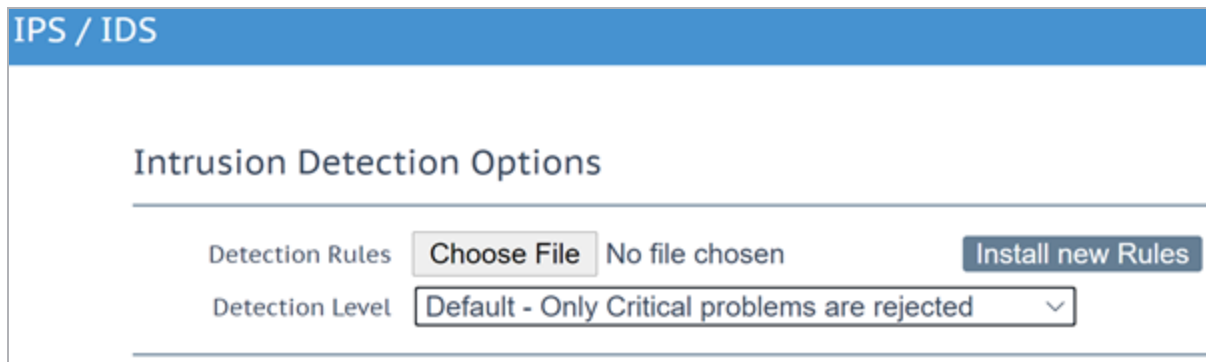 IPS / IDS
Intrusion Detection Options
Detection Rules Choose File No file chosen Install new Rules
Detection Level Default - Only Critical problems are rejected